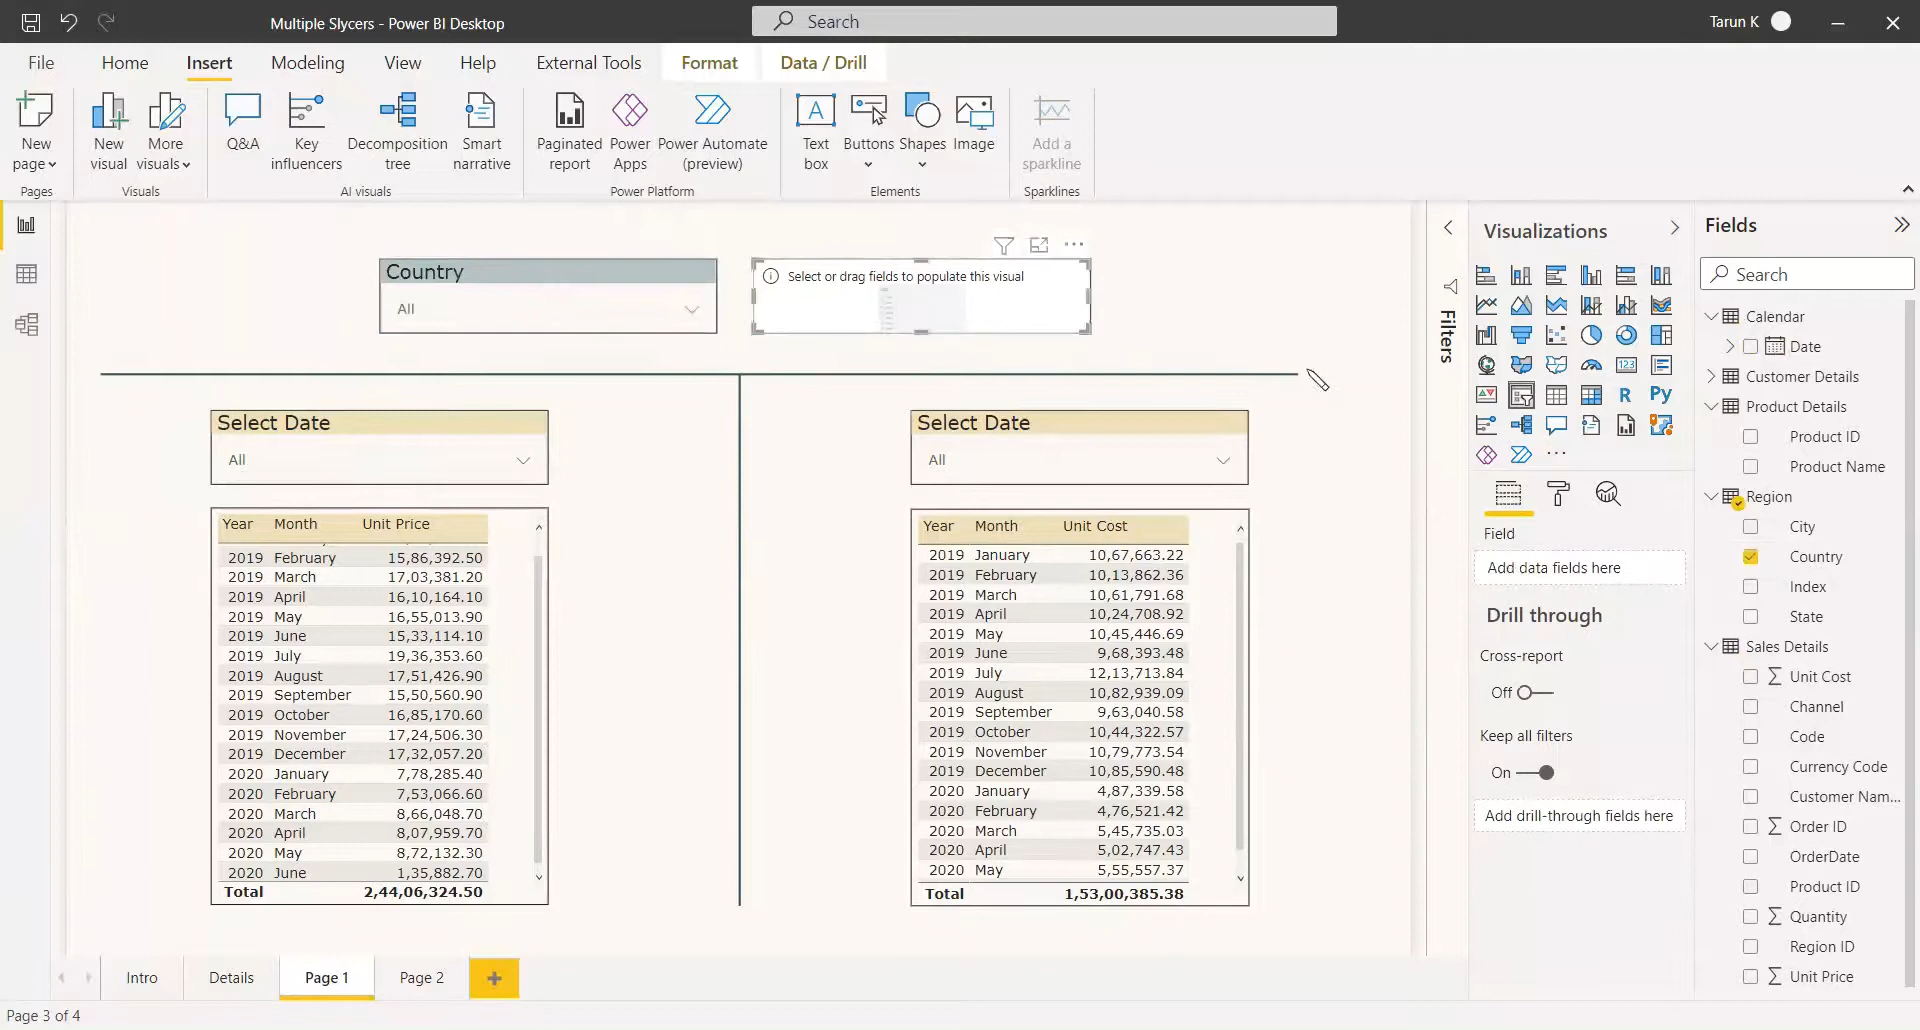 Multiple Slycers - Power BI Desktop
Search
Tarun K
File
Home
Insert
Modeling
View
Help
External Tools
Format
Data / Drill
New
page
New
visual
More
visuals
Q&A
Key
influencers
Decomposition
tree
Smart
narrative
Paginated
report
Power
Apps
Power Automate
(preview)
Text
box
Buttons
Shapes
Image
Add a
sparkline
Pages
Visuals
AI visuals
Power Platform
Elements
Sparklines
Country
All
Select or drag fields to populate this visual
Select Date
All
Year Month Unit Price
2019 February 15,86,392.50
2019 March 17,03,381.20
2019 April 16,10,164.10
2019 May 16,55,013.90
2019 June 15,33,114.10
2019 July 19,36,353.60
2019 August 17,51,426.90
2019 September 15,50,560.90
2019 October 16,85,170.60
2019 November 17,24,506.30
2019 December 17,32,057.20
2020 January 7,78,285.40
2020 February 7,53,066.60
2020 March 8,66,048.70
2020 April 8,07,959.70
2020 May 8,72,132.30
2020 June 1,35,882.70
Total 2,44,06,324.50
Select Date
All
Year Month Unit Cost
2019 January 10,67,663.22
2019 February 10,13,862.36
2019 March 10,61,791.68
2019 April 10,24,708.92
2019 May 10,45,446.69
2019 June 9,68,393.48
2019 July 12,13,713.84
2019 August 10,82,939.09
2019 September 9,63,040.58
2019 October 10,44,322.57
2019 November 10,79,773.54
2019 December 10,85,590.48
2020 January 4,87,339.58
2020 February 4,76,521.42
2020 March 5,45,735.03
2020 April 5,02,747.43
2020 May 5,55,557.37
Total 1,53,00,385.38
Filters
Visualizations
123
R
Py
Field
Add data fields here
Drill through
Cross-report
Off
Keep all filters
On
Add drill-through fields here
Fields
Search
Calendar
Date
Customer Details
Product Details
Product ID
Product Name
Region
City
Country
Index
State
Sales Details
Unit Cost
Channel
Code
Currency Code
Customer Nam...
Order ID
OrderDate
Product ID
Quantity
Region ID
Unit Price
Intro
Details
Page 1
Page 2
Page 3 of 4